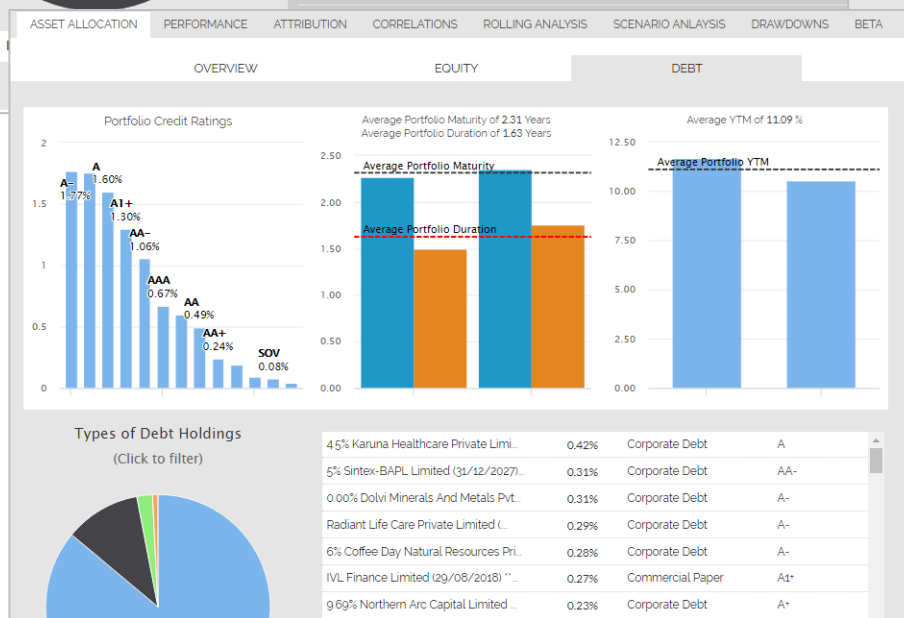 ASSET ALLOCATION PERFORMANCE ATTRIBUTION CORRELATIONS ROLLING ANALYSIS SCENARIO ANLAYSIS DRAWDOWNS BETA
OVERVIEW EQUITY DEBT
Portfolio Credit Ratings
2
1.5
1
0.5
0
A-
1.77%
A
1.60%
A1+
1.30%
AA-
1.06%
AAA
0.67%
AA
0.49%
AA+
0.24%
SOV
0.08%
Average Portfolio Maturity of 2.31 Years
Average Portfolio Duration of 1.63 Years
2.50
2.00
1.50
1.00
0.50
0.00
Average Portfolio Maturity
Average Portfolio Duration
Average YTM of 11.09 %
12.50
10.00
7.50
5.00
2.50
0.00
Average Portfolio YTM
Types of Debt Holdings
(Click to filter)
4.5% Karuna Healthcare Private Limi... 0.42% Corporate Debt A
5% Sintex-BAPL Limited (31/12/2027)... 0.31% Corporate Debt AA-
0.00% Dolvi Minerals And Metals Pvt... 0.31% Corporate Debt A-
Radiant Life Care Private Limited (... 0.29% Corporate Debt A-
6% Coffee Day Natural Resources Pri... 0.28% Corporate Debt A-
IVL Finance Limited (29/08/2018) **... 0.27% Commercial Paper A1+
9.69% Northern Arc Capital Limited ... 0.23% Corporate Debt A+